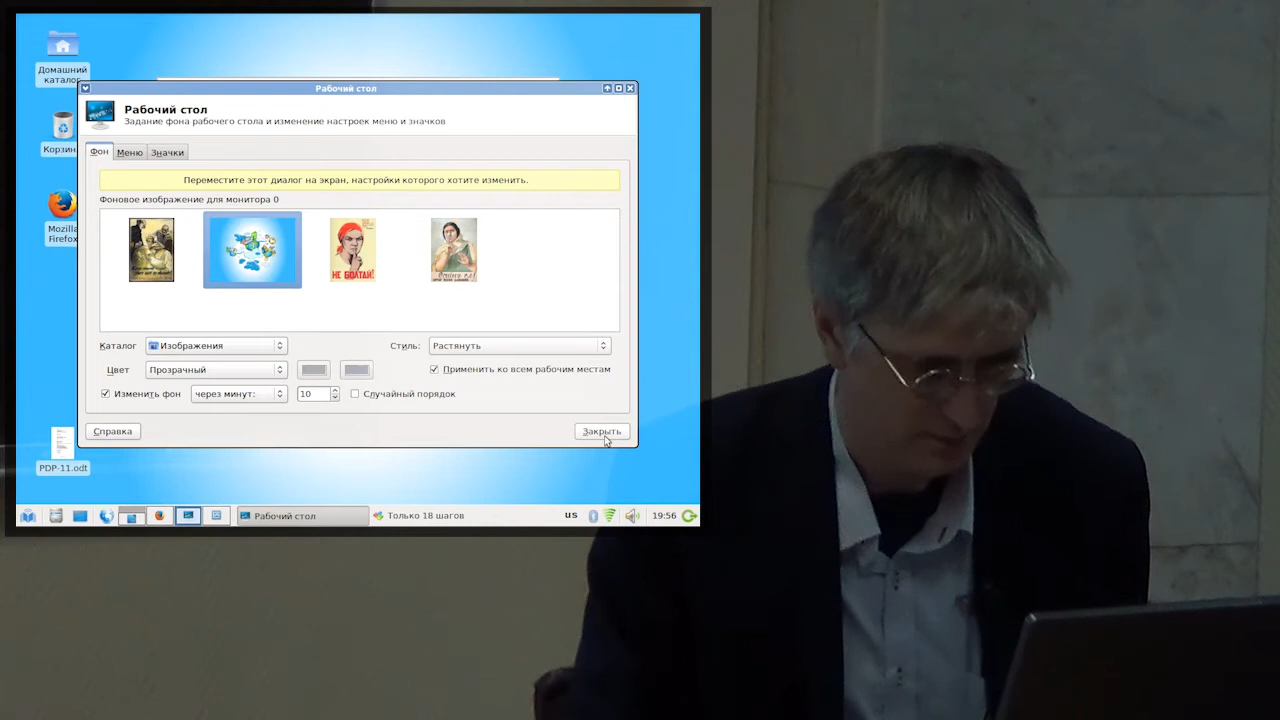 Домашний
каталог
Корзин
Mozilla
Firefox
PDP-11.odt
Рабочий стол
Рабочий стол
Задание фона рабочего стола и изменение настроек меню и значков
Фон Меню Значки
Переместите этот диалог на экран, настройки которого хотите изменить.
Фоновое изображение для монитора 0
НЕ БОЛТАЙ!
Каталог Изображения Стиль: Растянуть
Цвет Прозрачный Применить ко всем рабочим местам
Изменить фон через минут: 10 Случайный порядок
Справка Закрыть
Рабочий стол Только 18 шагов us 19:56